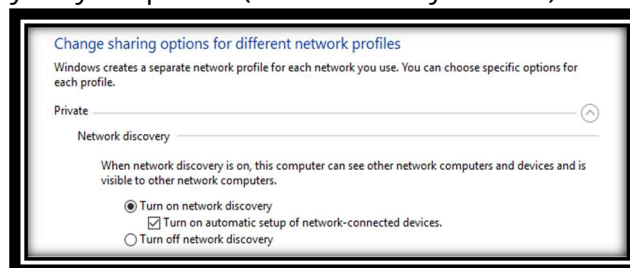 Change sharing options for different network profiles
Windows creates a separate network profile for each network you use. You can choose specific options for
each profile.
Private
Network discovery
When network discovery is on, this computer can see other network computers and devices and is
visible to other network computers.
Turn on network discovery
Turn on automatic setup of network-connected devices.
Turn off network discovery